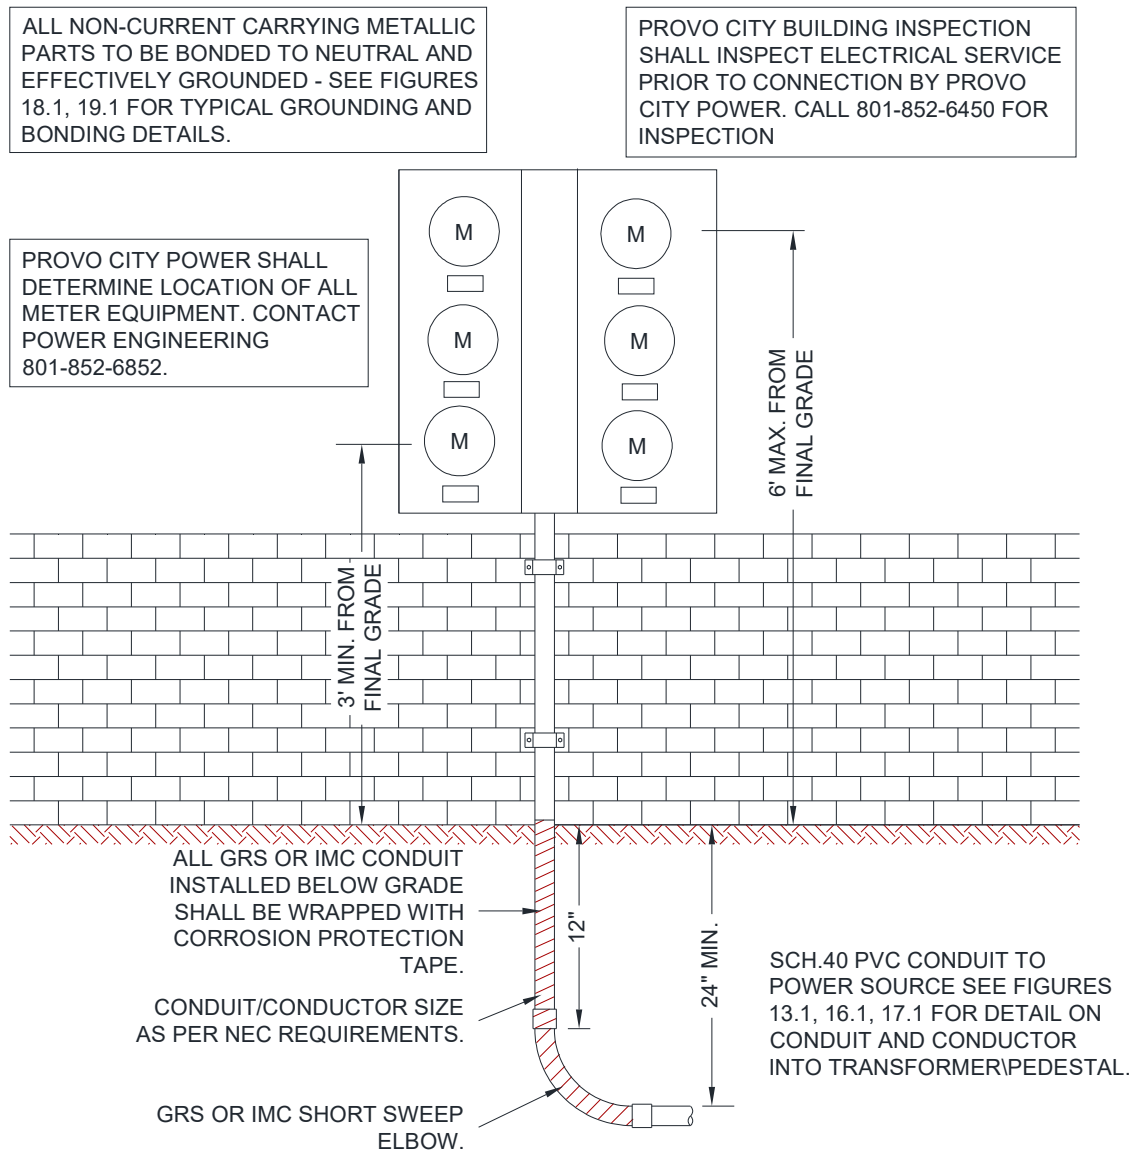 ALL NON-CURRENT CARRYING METALLIC
PARTS TO BE BONDED TO NEUTRAL AND
EFFECTIVELY GROUNDED - SEE FIGURES
18.1, 19.1 FOR TYPICAL GROUNDING AND
BONDING DETAILS.
PROVO CITY BUILDING INSPECTION
SHALL INSPECT ELECTRICAL SERVICE
PRIOR TO CONNECTION BY PROVO
CITY POWER. CALL 801-852-6450 FOR
INSPECTION
PROVO CITY POWER SHALL
DETERMINE LOCATION OF ALL
METER EQUIPMENT. CONTACT
POWER ENGINEERING
801-852-6852.
M
M
M
M
M
M
6' MAX. FROM
FINAL GRADE
3' MIN. FROM
FINAL GRADE
ALL GRS OR IMC CONDUIT
INSTALLED BELOW GRADE
SHALL BE WRAPPED WITH
CORROSION PROTECTION
TAPE.
CONDUIT/CONDUCTOR SIZE
AS PER NEC REQUIREMENTS.
GRS OR IMC SHORT SWEEP
ELBOW.
12"
24" MIN.
SCH.40 PVC CONDUIT TO
POWER SOURCE SEE FIGURES
13.1, 16.1, 17.1 FOR DETAIL ON
CONDUIT AND CONDUCTOR
INTO TRANSFORMER\PEDESTAL.